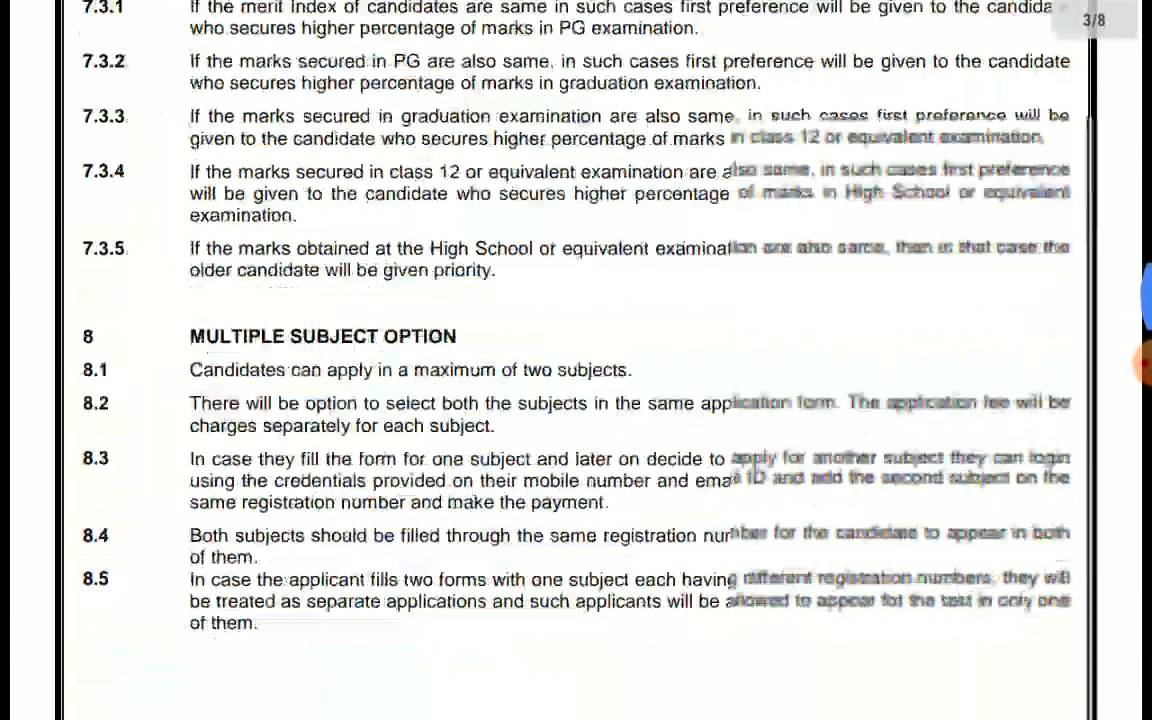 7.3.1 If the merit Index of candidates are same in such cases first preference will be given to the
who secures higher percentage of marks in PG examination.
3/8
7.3.2 If the marks secured in PG are also same, in such cases first preference will be given to the candidate
who secures higher percentage of marks in graduation examination.
7.3.3 If the marks secured in graduation examination are also same, in such cases first preference will be
given to the candidate who secures higher percentage of marks in class 12 or equivalent examination.
7.3.4 If the marks secured in class 12 or equivalent examination are also same, in such cases first preference
will be given to the candidate who secures higher percentage of marks in High School or equivalent
examination.
7.3.5 If the marks obtained at the High School or equivalent examination are also same, then in that case the
older candidate will be given priority.
8 MULTIPLE SUBJECT OPTION
8.1 Candidates can apply in a maximum of two subjects.
8.2 There will be option to select both the subjects in the same application form. The application fee will be
charges separately for each subject.
8.3 In case they fill the form for one subject and later on decide to apply for another subject they can login
using the credentials provided on their mobile number and email ID and add the second subject on the
same registration number and make the payment.
8.4 Both subjects should be filled through the same registration number for the candidate to appear in both
of them.
8.5 In case the applicant fills two forms with one subject each having different registration numbers, they will
be treated as separate applications and such applicants will be allowed to appear for the test in only one
of them.